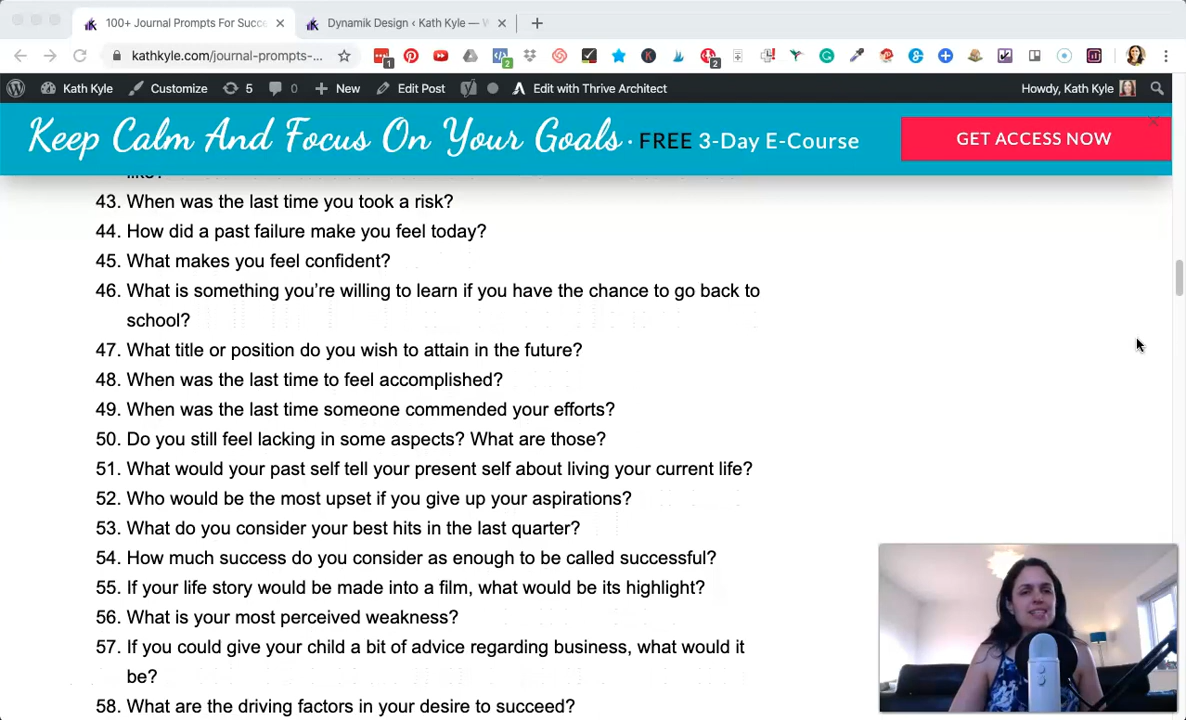 100+ Journal Prompts For Succe
Dynamik Design ‹ Kath Kyle — W
kathkyle.com/journal-prompts-...
1
2
2
Kath Kyle
Customize
5
0
New
Edit Post
Edit with Thrive Architect
Howdy, Kath Kyle
Keep Calm And Focus On Your Goals · FREE 3-Day E-Course
GET ACCESS NOW
like?
43. When was the last time you took a risk?
44. How did a past failure make you feel today?
45. What makes you feel confident?
46. What is something you’re willing to learn if you have the chance to go back to
school?
47. What title or position do you wish to attain in the future?
48. When was the last time to feel accomplished?
49. When was the last time someone commended your efforts?
50. Do you still feel lacking in some aspects? What are those?
51. What would your past self tell your present self about living your current life?
52. Who would be the most upset if you give up your aspirations?
53. What do you consider your best hits in the last quarter?
54. How much success do you consider as enough to be called successful?
55. If your life story would be made into a film, what would be its highlight?
56. What is your most perceived weakness?
57. If you could give your child a bit of advice regarding business, what would it
be?
58. What are the driving factors in your desire to succeed?